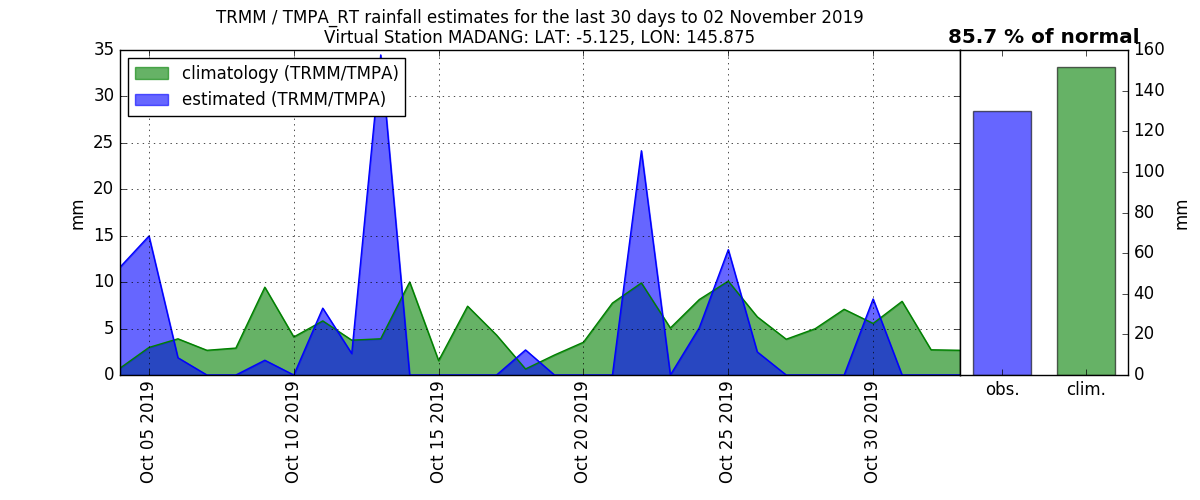 TRMM / TMPA_RT rainfall estimates for the last 30 days to 02 November 2019
Virtual Station MADANG: LAT: -5.125, LON: 145.875
85.7 % of normal
climatology (TRMM/TMPA)
estimated (TRMM/TMPA)
35
30
25
20
15
10
5
0
mm
Oct 05 2019
Oct 10 2019
Oct 15 2019
Oct 20 2019
Oct 25 2019
Oct 30 2019
160
140
120
100
80
60
40
20
0
mm
obs.
clim.